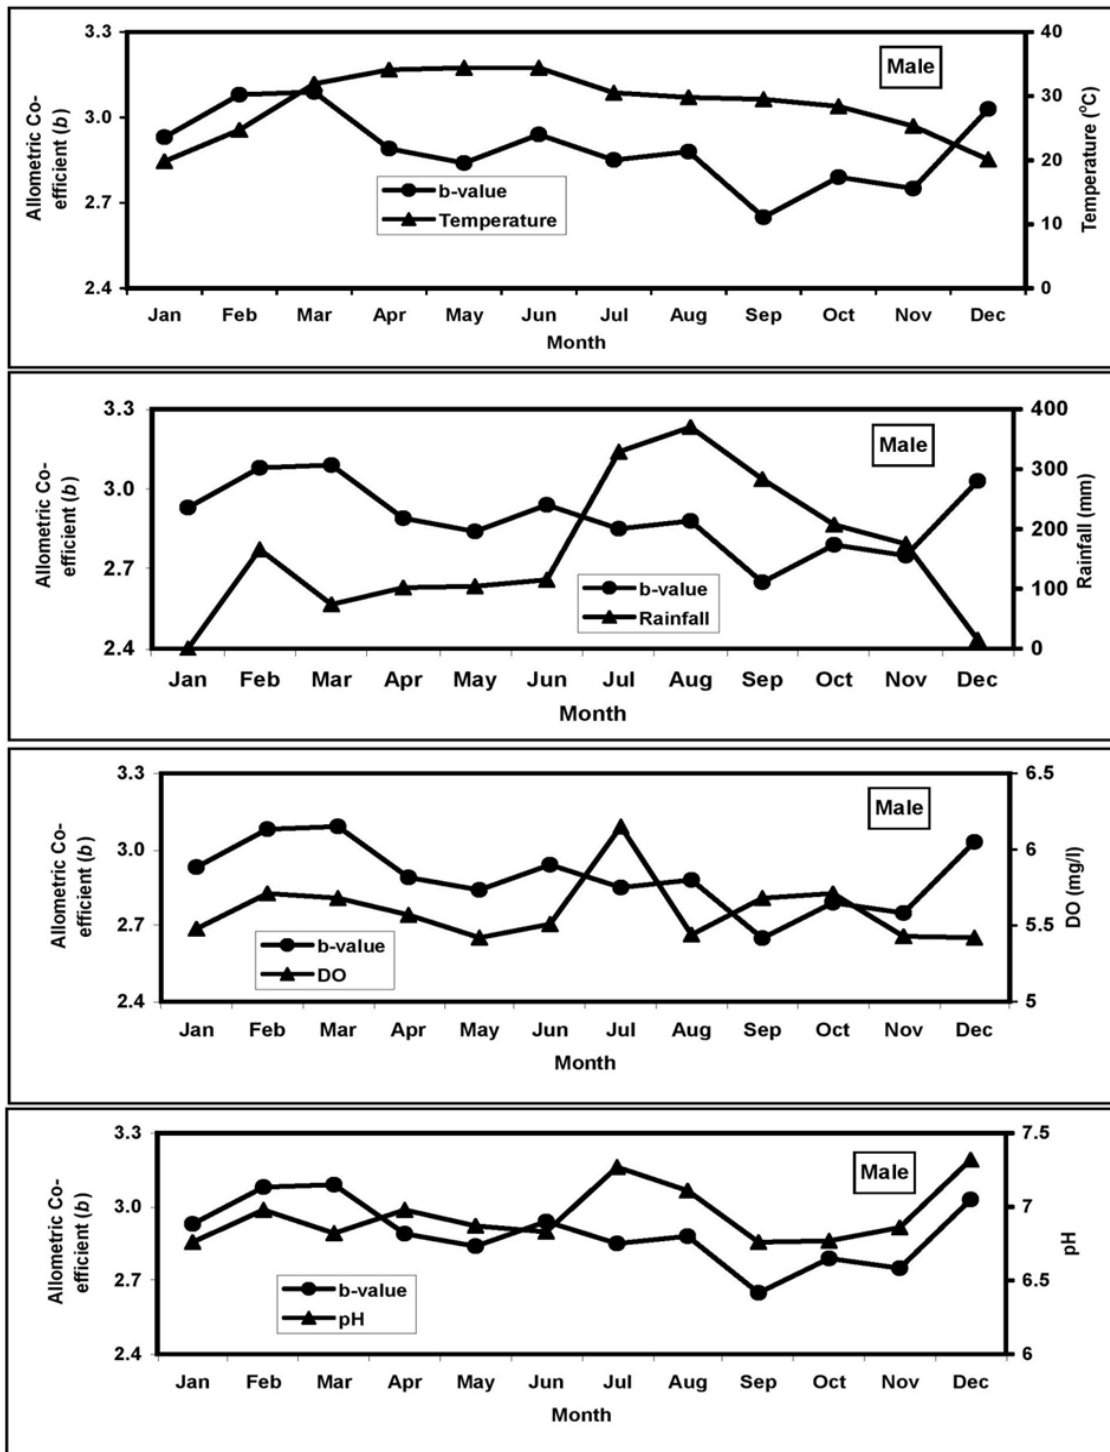 3.3
3.0
2.7
2.4
Allometric Co-
efficient (b)
Male
b-value
Temperature
40
30
20
10
0
Temperature (°C)
Jan Feb Mar Apr May Jun Jul Aug Sep Oct Nov Dec
Month
3.3
3.0
2.7
2.4
Allometric Co-
efficient (b)
Male
b-value
Rainfall
400
300
200
100
0
Rainfall (mm)
Jan Feb Mar Apr May Jun Jul Aug Sep Oct Nov Dec
Month
3.3
3.0
2.7
2.4
Allometric Co-
efficient (b)
Male
b-value
DO
6.5
6
5.5
5
DO (mg/l)
Jan Feb Mar Apr May Jun Jul Aug Sep Oct Nov Dec
Month
3.3
3.0
2.7
2.4
Allometric Co-
efficient (b)
Male
b-value
pH
7.5
7
6.5
6
pH
Jan Feb Mar Apr May Jun Jul Aug Sep Oct Nov Dec
Month